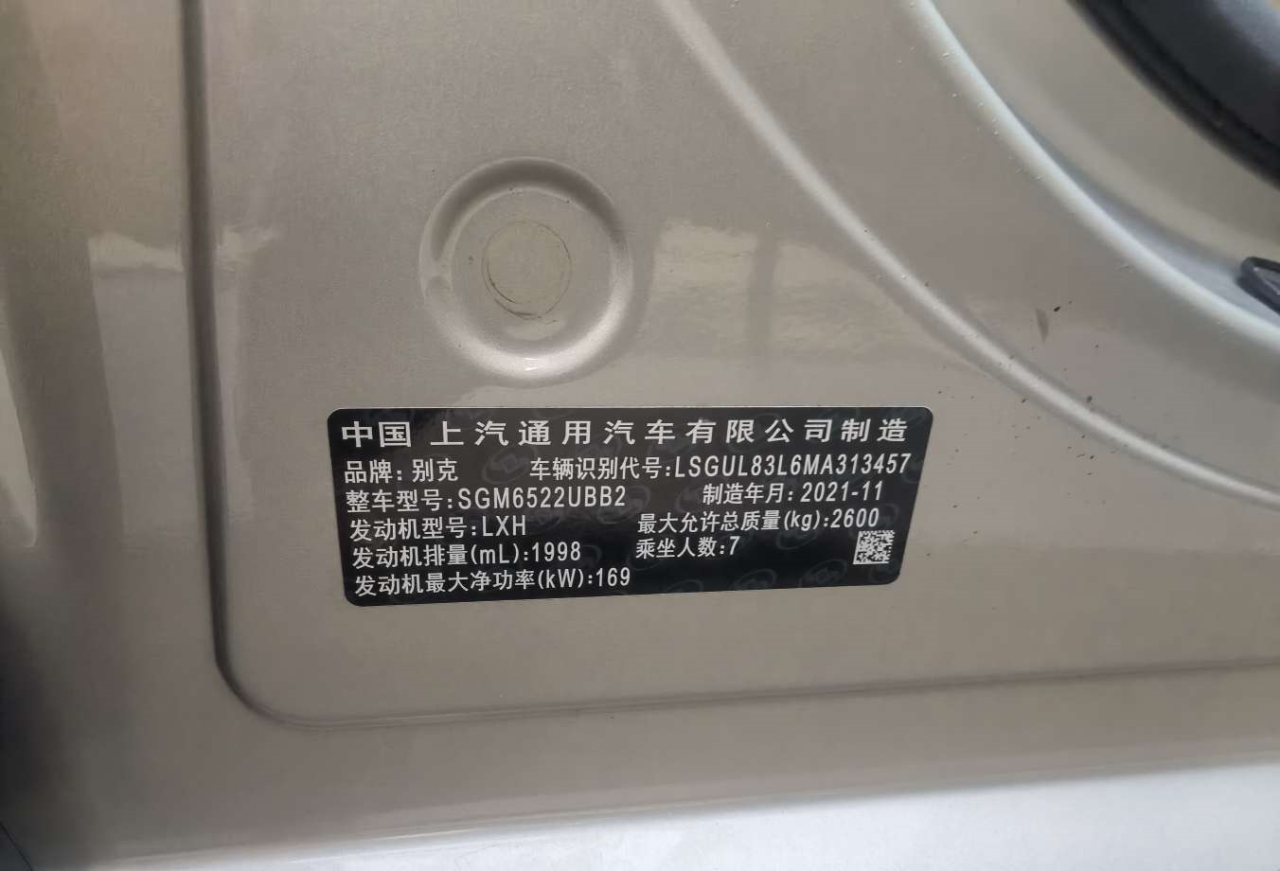 中国 上汽通用汽车有限公司制造
品牌: 别克 车辆识别代号:LSGUL83L6MA313457
整车型号:SGM6522UBB2 制造年月:2021-11
发动机型号:LXH 最大允许总质量(kg):2600
发动机排量(mL):1998 乘坐人数:7
发动机最大净功率(kW):169